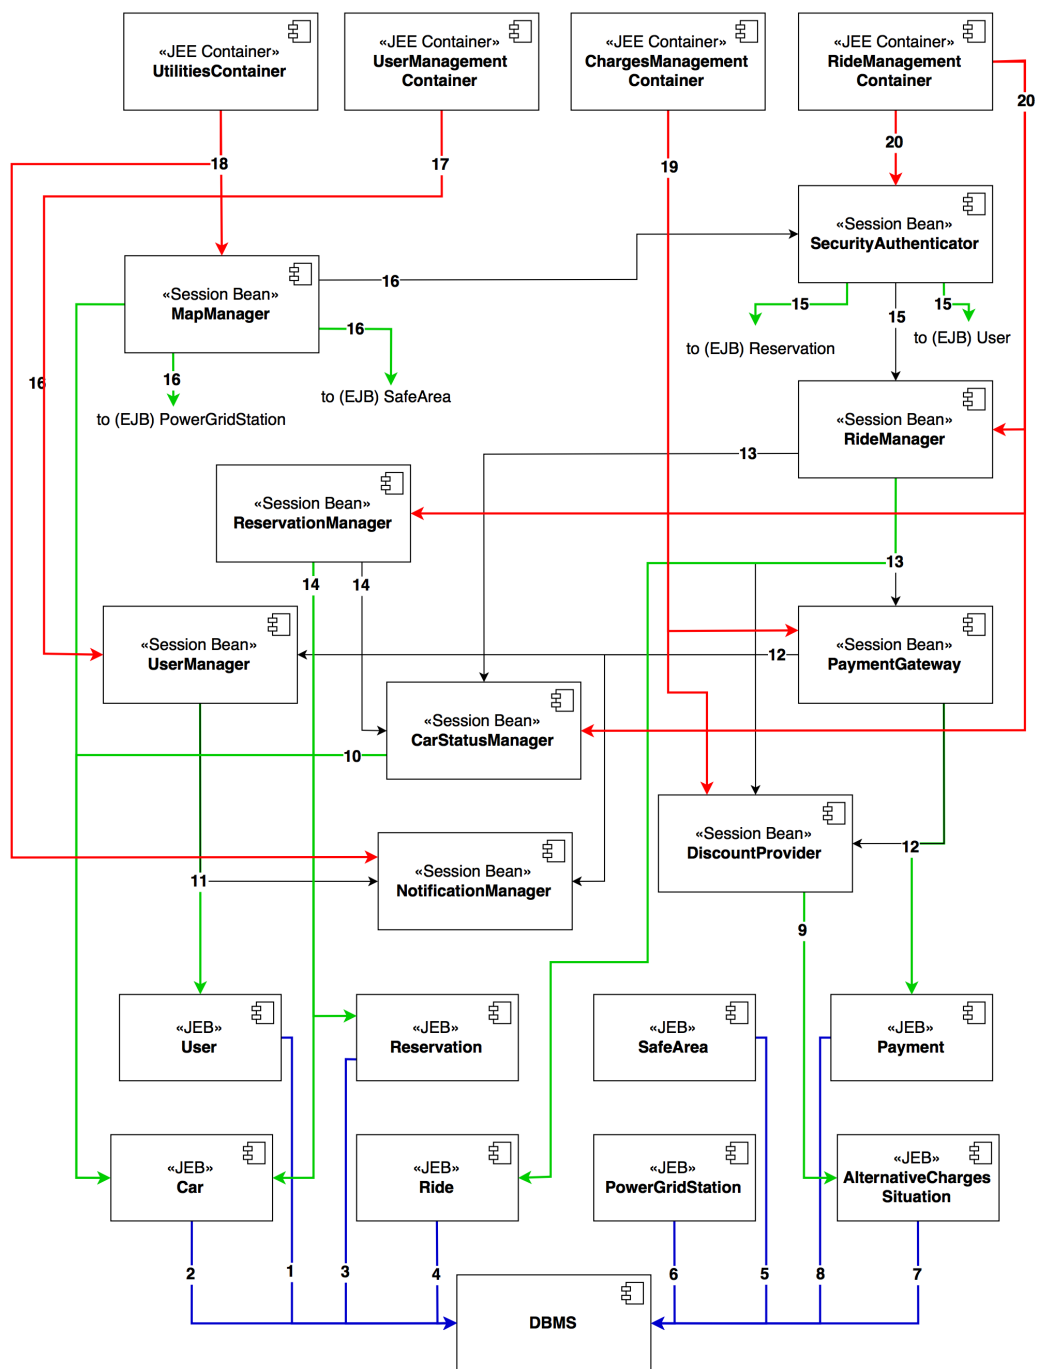 «JEE Container»
UtilitiesContainer
«JEE Container»
UserManagement
Container
«JEE Container»
ChargesManagement
Container
«JEE Container»
RideManagement
Container
20
20
18
17
19
«Session Bean»
SecurityAuthenticator
16
«Session Bean»
MapManager
15
15
15
16
to (EJB) Reservation
to (EJB) User
16
16
to (EJB) SafeArea
to (EJB) PowerGridStation
«Session Bean»
RideManager
13
«Session Bean»
ReservationManager
13
14
14
«Session Bean»
UserManager
12
«Session Bean»
PaymentGateway
«Session Bean»
CarStatusManager
10
«Session Bean»
DiscountProvider
12
11
«Session Bean»
NotificationManager
9
«JEB»
User
«JEB»
Reservation
«JEB»
SafeArea
«JEB»
Payment
«JEB»
Car
«JEB»
Ride
«JEB»
PowerGridStation
«JEB»
AlternativeCharges
Situation
2
1
3
4
6
5
8
7
DBMS